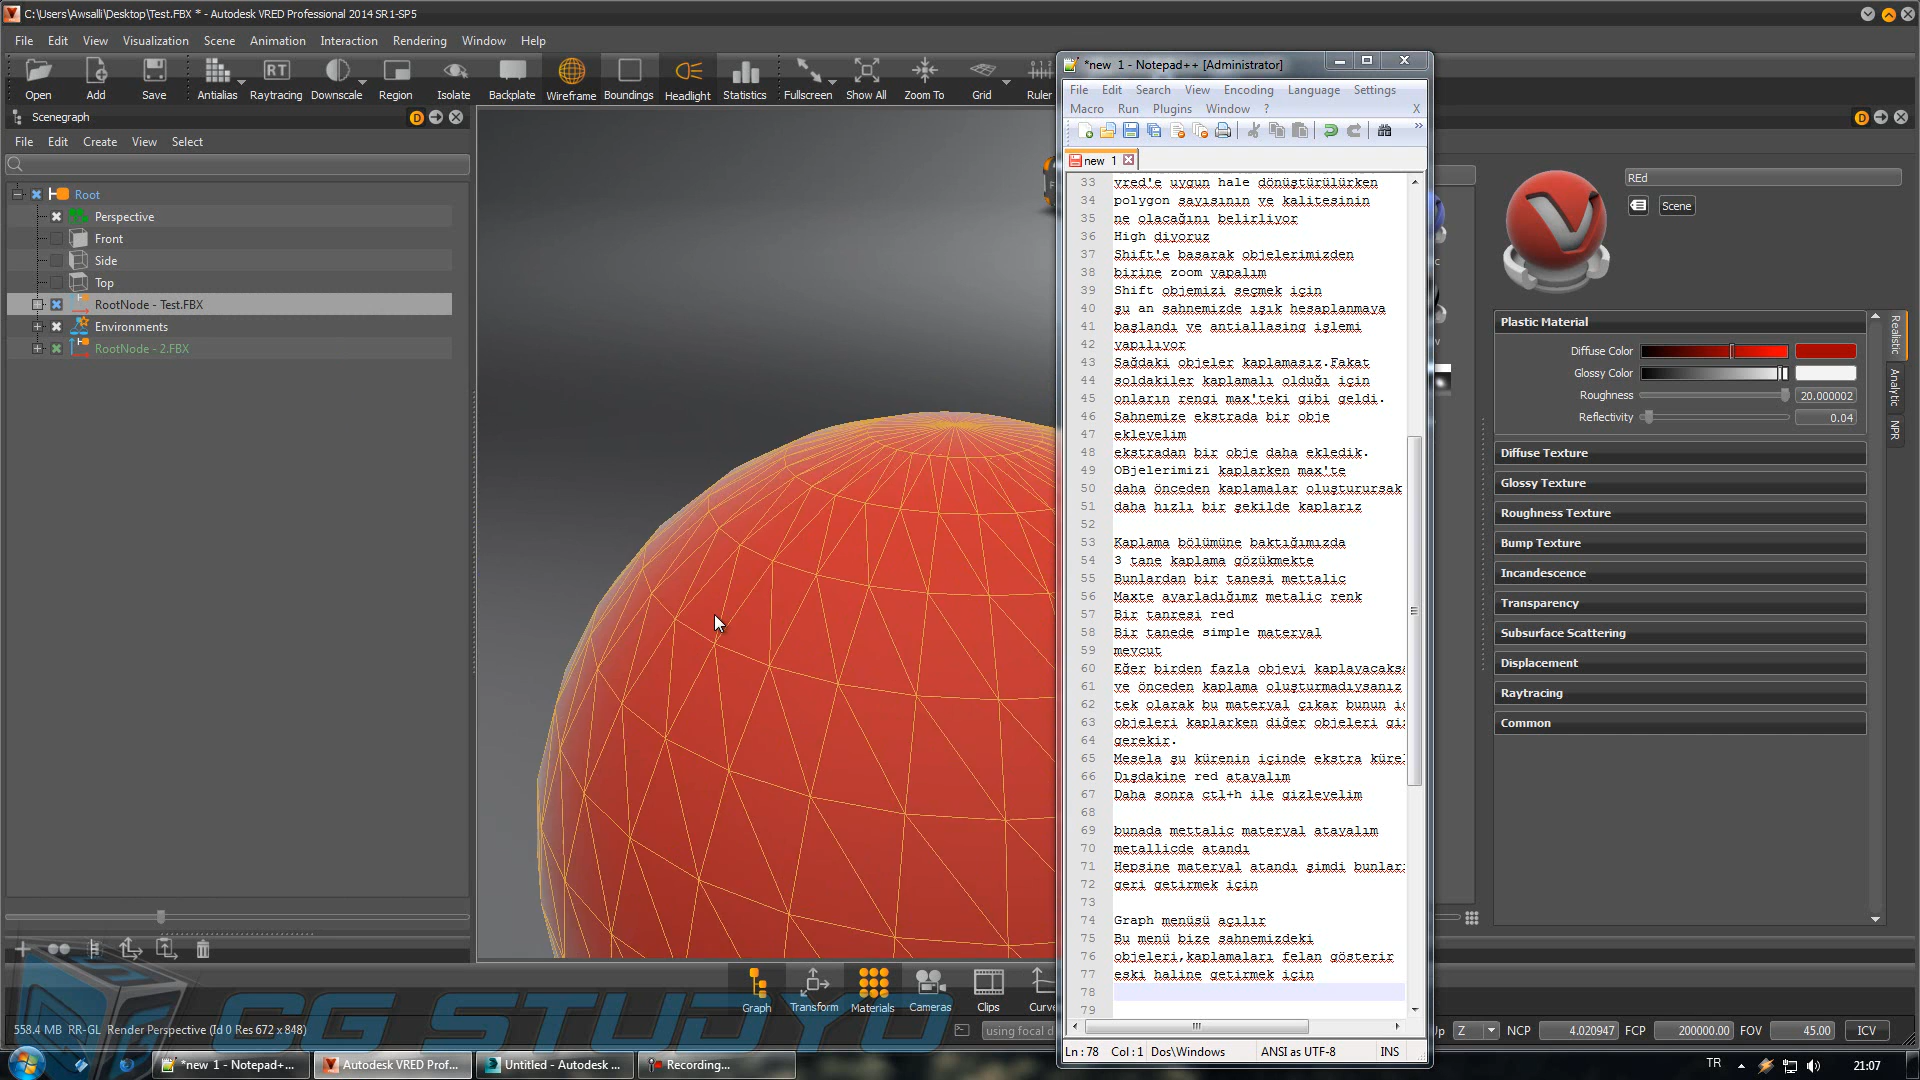 C:\Users\Awsalli\Desktop\Test.FBX * - Autodesk VRED Professional 2014 SR1-SP5
File Edit View Visualization Scene Animation Interaction Rendering Window Help
Open Add Save Antialias Raytracing Downscale Region Isolate Backplate Wireframe Boundings Headlight Statistics Fullscreen Show All Zoom To Grid Ruler
Scenegraph
File Edit Create View Select
Root
Perspective
Front
Side
Top
RootNode - Test.FBX
Environments
RootNode - 2.FBX
*new 1 - Notepad++ [Administrator]
File Edit Search View Encoding Language Settings
Macro Run Plugins Window ? X
new 1
33 vred'e uygun hale dönüştürülürken
34 polygon sayısının ve kalitesinin
35 ne olacağını belirliyor
36 High diyoruz
37 Shift'e basarak objelerimizden
38 birine zoom yapalım
39 Shift objemizi seçmek için
40 şu an sahnemizde ışık hesaplanmaya
41 başlandı ve antiallasing işlemi
42 yapılıyor
43 Sağdaki objeler kaplamasız.Fakat
44 soldakiler kaplamalı olduğu için
45 onların rengi max'teki gibi geldi.
46 Sahnemize ekstrada bir obje
47 ekleyelim
48 ekstradan bir obje daha ekledik.
49 OBjelerimizi kaplarken max'te
50 daha önceden kaplamalar oluşturursak
51 daha hızlı bir şekilde kaplarız
52
53 Kaplama bölümüne baktığımızda
54 3 tane kaplama gözükmekte
55 Bunlardan bir tanesi mettalic
56 Maxte ayarladığımz metalic renk
57 Bir tanresi red
58 Bir tanede simple materyal
59 mevcut
60 Eğer birden fazla objeyi kaplayacaksa
61 ve önceden kaplama oluşturmadıysanız
62 tek olarak bu materyal çıkar bunun iç
63 objeleri kaplarken diğer objeleri giz
64 gerekir.
65 Mesela şu kürenin içinde ekstra kürel
66 Dışdakine red atayalım
67 Daha sonra ctl+h ile gizleyelim
68
69 bunada mettalic materyal atayalım
70 metallicde atandı
71 Hepsine materyal atandı şimdi bunları
72 geri getirmek için
73
74 Graph menüsü açılır
75 Bu menü bize sahnemizdeki
76 objeleri,kaplamaları felan gösterir
77 eski haline getirmek için
78
79
Ln : 78 Col : 1 Dos\Windows ANSI as UTF-8 INS
REd
Scene
Plastic Material
Diffuse Color
Glossy Color
Roughness 20.000002
Reflectivity 0.04
Diffuse Texture
Glossy Texture
Roughness Texture
Bump Texture
Incandescence
Transparency
Subsurface Scattering
Displacement
Raytracing
Common
Realistic
Analytic
NPR
Graph Transform Materials Cameras Clips Curve
CG STUDYO
558.4 MB RR-GL Render Perspective (Id 0 Res 672 x 848)
using focal d
Up Z NCP 4.020947 FCP 200000.00 FOV 45.00 ICV
*new 1 - Notepad+... Autodesk VRED Prof... Untitled - Autodesk ... Recording...
TR 21:07